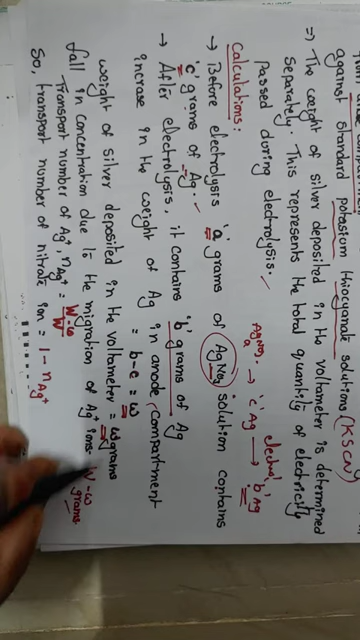 against standard potassium thiocyanate solutions (KSCN)
⇒ The weight of silver deposited in the voltameter is determined
separately. This represents the total quantity of electricity
passed during electrolysis.
Calculations:
AgNO₃
a → 'c' Ag electrol 'b' Ag
→ Before electrolysis 'a' grams of AgNO₃ solution contains
'c' grams of Ag.
→ After electrolysis, it contains 'b' grams of Ag
increase in the weight of Ag in anode compartment
= b-c = w
weight of silver deposited in the voltameter = W grams
fall in concentration due to the migration of Ag⁺ ions = W-w
grams
Transport number of Ag⁺, nAg⁺ = W-w/W
So, transport number of nitrate ion = 1 - nAg⁺